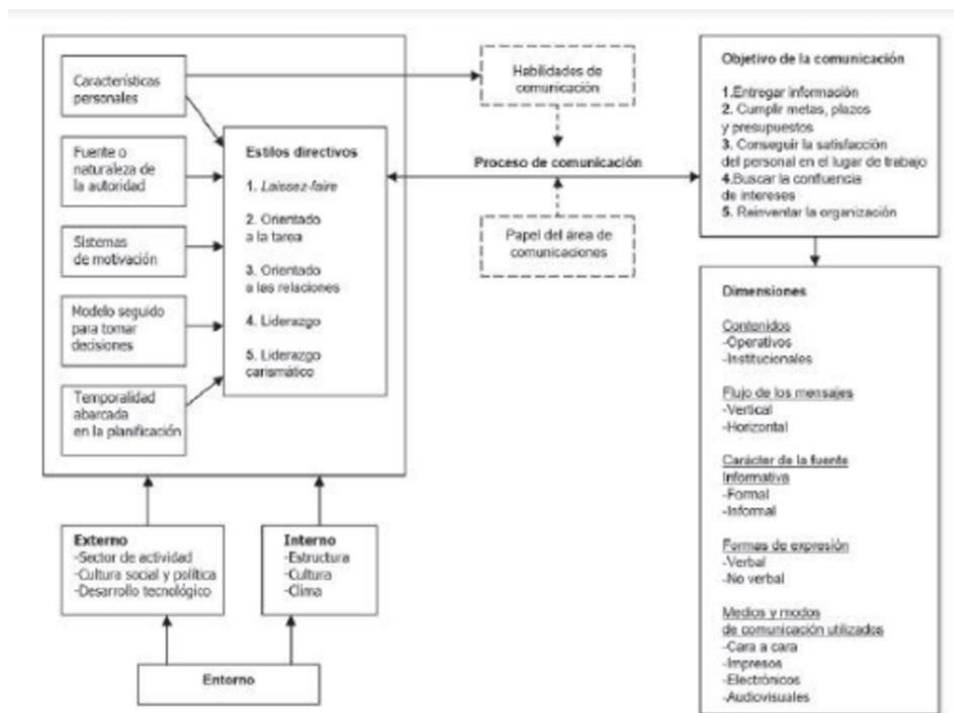 Características
personales
Fuente o
naturaleza de
la autoridad
Sistemas
de motivación
Modelo seguido
para tomar
decisiones
Temporalidad
abarcada
en la planificación
Estilos directivos
1. Laissez-faire
2. Orientado
a la tarea
3. Orientado
a las relaciones
4. Liderazgo
5. Liderazgo
carismático
Externo
-Sector de actividad
-Cultura social y política
-Desarrollo tecnológico
Interno
-Estructura
-Cultura
-Clima
Entorno
Habilidades de
comunicación
Proceso de comunicación
Papel del área de
comunicaciones
Objetivo de la comunicación
1.Entregar información
2. Cumplir metas, plazos
y presupuestos
3. Conseguir la satisfacción
del personal en el lugar de trabajo
4.Buscar la confluencia
de intereses
5. Reinventar la organización
Dimensiones
Contenidos
-Operativos
-Institucionales
Flujo de los mensajes
-Vertical
-Horizontal
Carácter de la fuente
Informativa
-Formal
-Informal
Formas de expresión
-Verbal
-No verbal
Medios y modos
de comunicación utilizados
-Cara a cara
-Impresos
-Electrónicos
-Audiovisuales